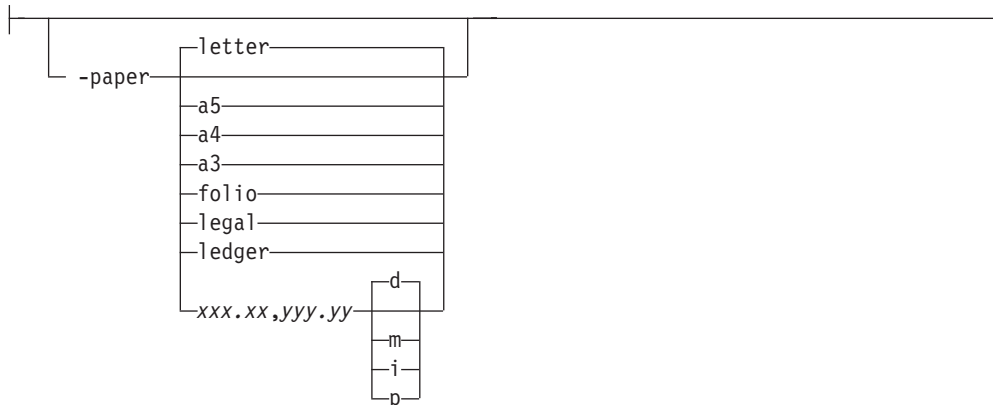 letter
-paper
a5
a4
a3
folio
legal
ledger
d
xxx.xx,yyy.yy
m
i
p